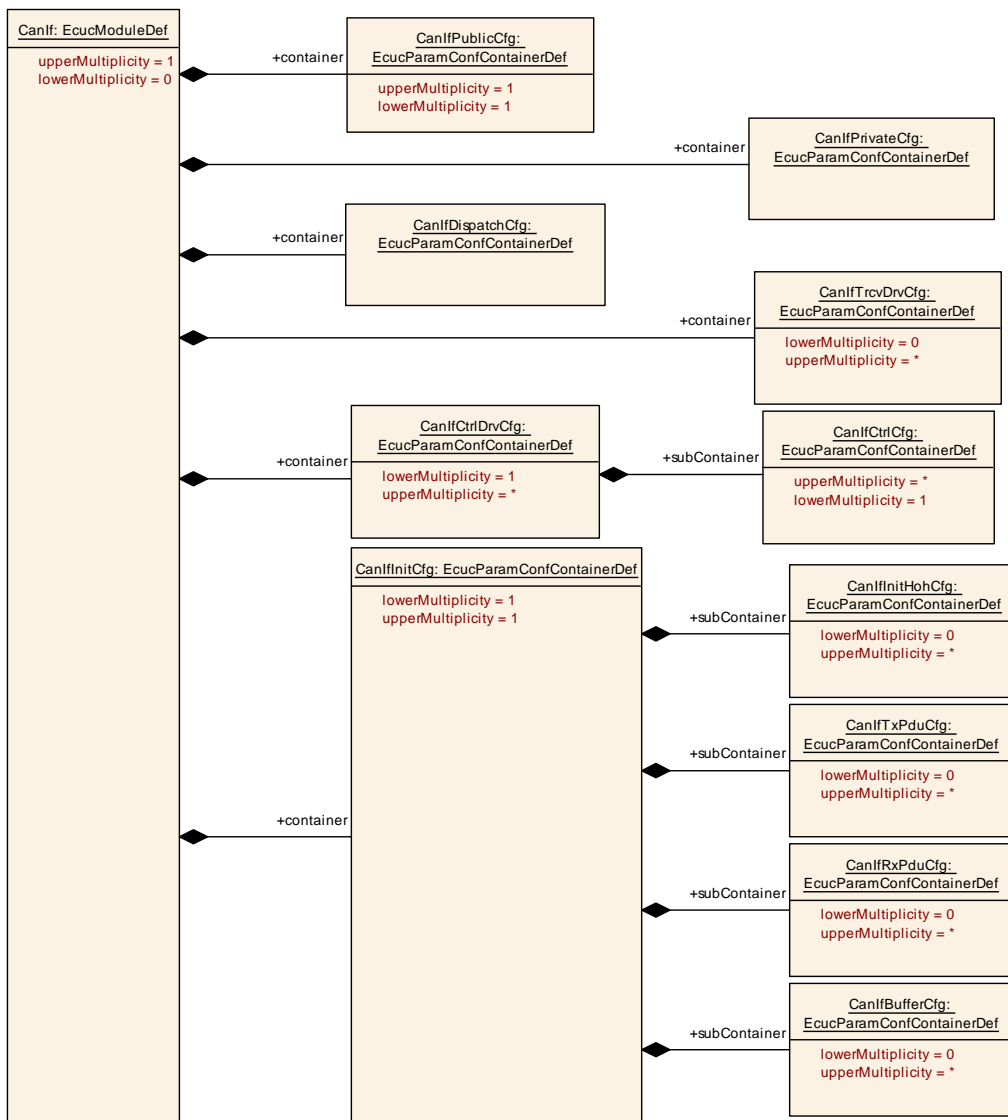 CanIf: EcucModuleDef
upperMultiplicity = 1
lowerMultiplicity = 0
+container
CanIfPublicCfg:
EcucParamConfContainerDef
upperMultiplicity = 1
lowerMultiplicity = 1
+container
CanIfPrivateCfg:
EcucParamConfContainerDef
+container
CanIfDispatchCfg:
EcucParamConfContainerDef
+container
CanIfTrcvDrvCfg:
EcucParamConfContainerDef
lowerMultiplicity = 0
upperMultiplicity = *
+container
CanIfCtrlDrvCfg:
EcucParamConfContainerDef
lowerMultiplicity = 1
upperMultiplicity = *
+subContainer
CanIfCtrlCfg:
EcucParamConfContainerDef
upperMultiplicity = *
lowerMultiplicity = 1
+container
CanIfInitCfg: EcucParamConfContainerDef
lowerMultiplicity = 1
upperMultiplicity = 1
+subContainer
CanIfInitHohCfg:
EcucParamConfContainerDef
lowerMultiplicity = 0
upperMultiplicity = *
+subContainer
CanIfTxPduCfg:
EcucParamConfContainerDef
lowerMultiplicity = 0
upperMultiplicity = *
+subContainer
CanIfRxPduCfg:
EcucParamConfContainerDef
lowerMultiplicity = 0
upperMultiplicity = *
+subContainer
CanIfBufferCfg:
EcucParamConfContainerDef
lowerMultiplicity = 0
upperMultiplicity = *